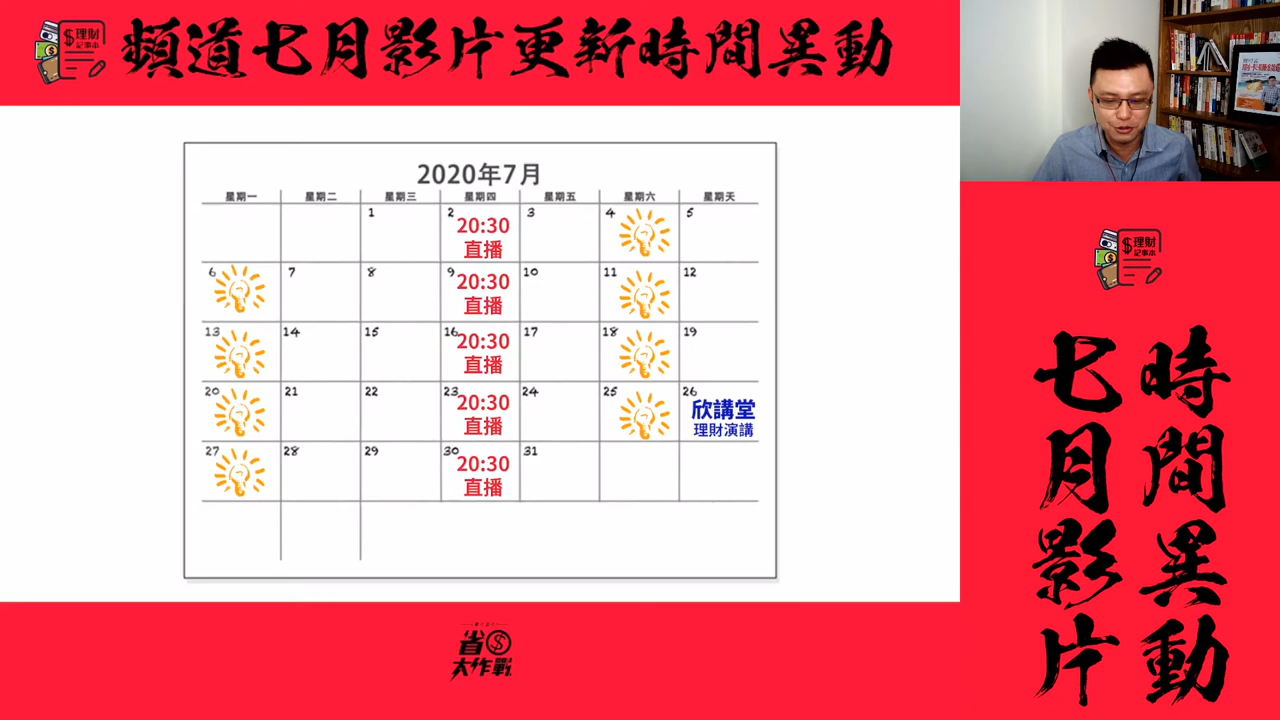 理財
記事本
頻道七月影片更新時間異動
2020年7月
星期一 星期二 星期三 星期四 星期五 星期六 星期天
1 2 3 4 5
20:30
直播
6 7 8 9 10 11 12
20:30
直播
13 14 15 16 17 18 19
20:30
直播
20 21 22 23 24 25 26
20:30
直播
欣講堂
理財演講
27 28 29 30 31
20:30
直播
省$
大作戰
理財
記事本
時間異動
七月影片